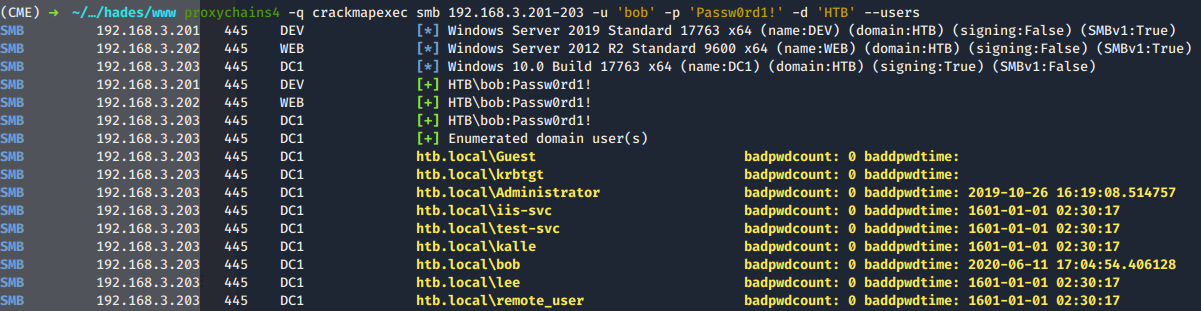 (CME) → ~/…/hades/www proxychains4 -q crackmapexec smb 192.168.3.201-203 -u 'bob' -p 'Passw0rd1!' -d 'HTB' --users
SMB 192.168.3.201 445 DEV [*] Windows Server 2019 Standard 17763 x64 (name:DEV) (domain:HTB) (signing:False) (SMBv1:True)
SMB 192.168.3.202 445 WEB [*] Windows Server 2012 R2 Standard 9600 x64 (name:WEB) (domain:HTB) (signing:False) (SMBv1:True)
SMB 192.168.3.203 445 DC1 [*] Windows 10.0 Build 17763 x64 (name:DC1) (domain:HTB) (signing:True) (SMBv1:False)
SMB 192.168.3.201 445 DEV [+] HTB\bob:Passw0rd1!
SMB 192.168.3.202 445 WEB [+] HTB\bob:Passw0rd1!
SMB 192.168.3.203 445 DC1 [+] HTB\bob:Passw0rd1!
SMB 192.168.3.203 445 DC1 [+] Enumerated domain user(s)
SMB 192.168.3.203 445 DC1 htb.local\Guest badpwdcount: 0 baddpwdtime:
SMB 192.168.3.203 445 DC1 htb.local\krbtgt badpwdcount: 0 baddpwdtime:
SMB 192.168.3.203 445 DC1 htb.local\Administrator badpwdcount: 0 baddpwdtime: 2019-10-26 16:19:08.514757
SMB 192.168.3.203 445 DC1 htb.local\iis-svc badpwdcount: 0 baddpwdtime: 1601-01-01 02:30:17
SMB 192.168.3.203 445 DC1 htb.local\test-svc badpwdcount: 0 baddpwdtime: 1601-01-01 02:30:17
SMB 192.168.3.203 445 DC1 htb.local\kalle badpwdcount: 0 baddpwdtime: 1601-01-01 02:30:17
SMB 192.168.3.203 445 DC1 htb.local\bob badpwdcount: 0 baddpwdtime: 2020-06-11 17:04:54.406128
SMB 192.168.3.203 445 DC1 htb.local\lee badpwdcount: 0 baddpwdtime: 1601-01-01 02:30:17
SMB 192.168.3.203 445 DC1 htb.local\remote_user badpwdcount: 0 baddpwdtime: 1601-01-01 02:30:17